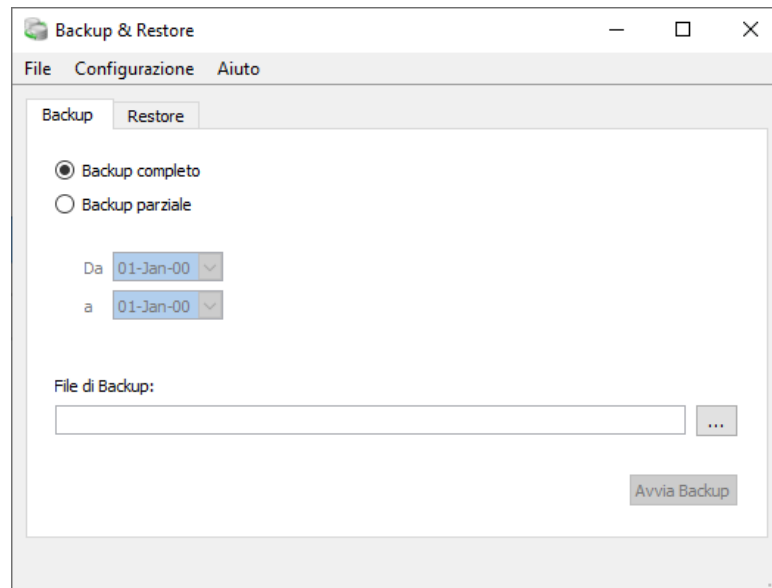 Backup & Restore
File Configurazione Aiuto
Backup Restore
Backup completo
Backup parziale
Da 01-Jan-00
a 01-Jan-00
File di Backup:
...
Avvia Backup